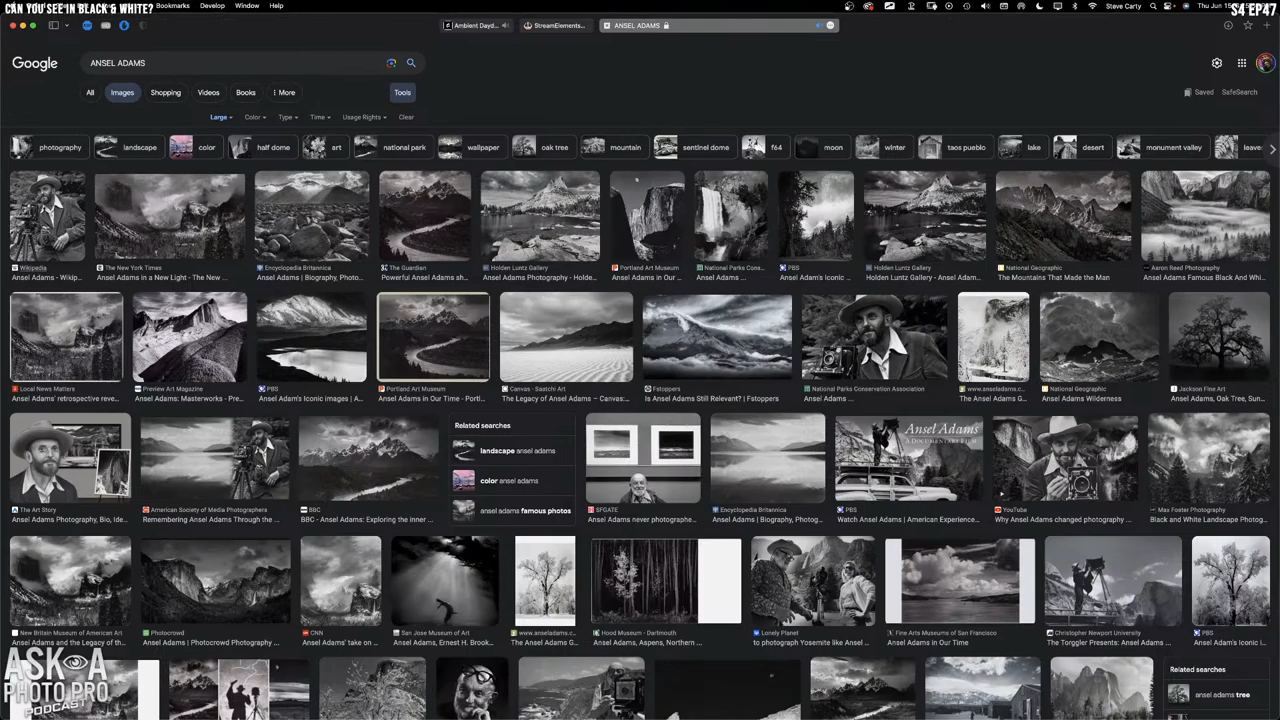 CAN YOU SEE IN BLACK & WHITE?
Bookmarks Develop Window Help
Steve Carty Thu Jun 15
S4 EP47
Ambient Dayd...
StreamElements...
ANSEL ADAMS
Google
ANSEL ADAMS
All Images Shopping Videos Books More Tools
Saved SafeSearch
Large Color Type Time Usage Rights Clear
photography landscape color half dome art national park wallpaper oak tree mountain sentinel dome f64 moon winter taos pueblo lake desert monument valley leave
Wikipedia
Ansel Adams - Wikip...
The New York Times
Ansel Adams in a New Light - The New ...
Encyclopedia Britannica
Ansel Adams | Biography, Photo...
The Guardian
Powerful Ansel Adams sh...
Holden Luntz Gallery
Ansel Adams Photography - Holde...
Portland Art Museum
Ansel Adams in Our ...
National Parks Cons...
Ansel Adams ...
PBS
Ansel Adam's Iconic ...
Holden Luntz Gallery
Holden Luntz Gallery - Ansel Adam...
National Geographic
The Mountains That Made the Man
Aaron Reed Photography
Ansel Adams Famous Black And Whi...
Local News Matters
Ansel Adams' retrospective reve...
Preview Art Magazine
Ansel Adams: Masterworks - Pre...
PBS
Ansel Adam's Iconic images | A...
Portland Art Museum
Ansel Adams in Our Time - Portl...
Canvas - Saatchi Art
The Legacy of Ansel Adams – Canvas:...
Fstoppers
Is Ansel Adams Still Relevant? | Fstoppers
National Parks Conservation Association
Ansel Adams ...
www.anseladams.c...
The Ansel Adams G...
National Geographic
Ansel Adams Wilderness
Jackson Fine Art
Ansel Adams, Oak Tree, Sun...
The Art Story
Ansel Adams Photography, Bio, Ide...
American Society of Media Photographers
Remembering Ansel Adams Through the ...
BBC
BBC - Ansel Adams: Exploring the inner ...
Related searches
landscape ansel adams
color ansel adams
ansel adams famous photos
SFGATE
Ansel Adams never photographe...
Encyclopedia Britannica
Ansel Adams | Biography, Photog...
Ansel Adams
A DOCUMENTARY FILM
PBS
Watch Ansel Adams | American Experience...
YouTube
Why Ansel Adams changed photography ...
Max Foster Photography
Black and White Landscape Photog...
New Britain Museum of American Art
Ansel Adams and the Legacy of th...
Photocrowd
Ansel Adams | Photocrowd Photography ...
CNN
Ansel Adams' take on ...
San Jose Museum of Art
Ansel Adams, Ernest H. Brook...
www.anseladams.c...
The Ansel Adams G...
Hood Museum - Dartmouth
Ansel Adams, Aspens, Northern ...
Lonely Planet
to photograph Yosemite like Ansel ...
Fine Arts Museums of San Francisco
Ansel Adams in Our Time
Christopher Newport University
The Torggler Presents: Ansel Adams ...
PBS
Ansel Adam's Iconic i...
ASK A
PHOTO PRO
PODCAST
Related searches
ansel adams tree